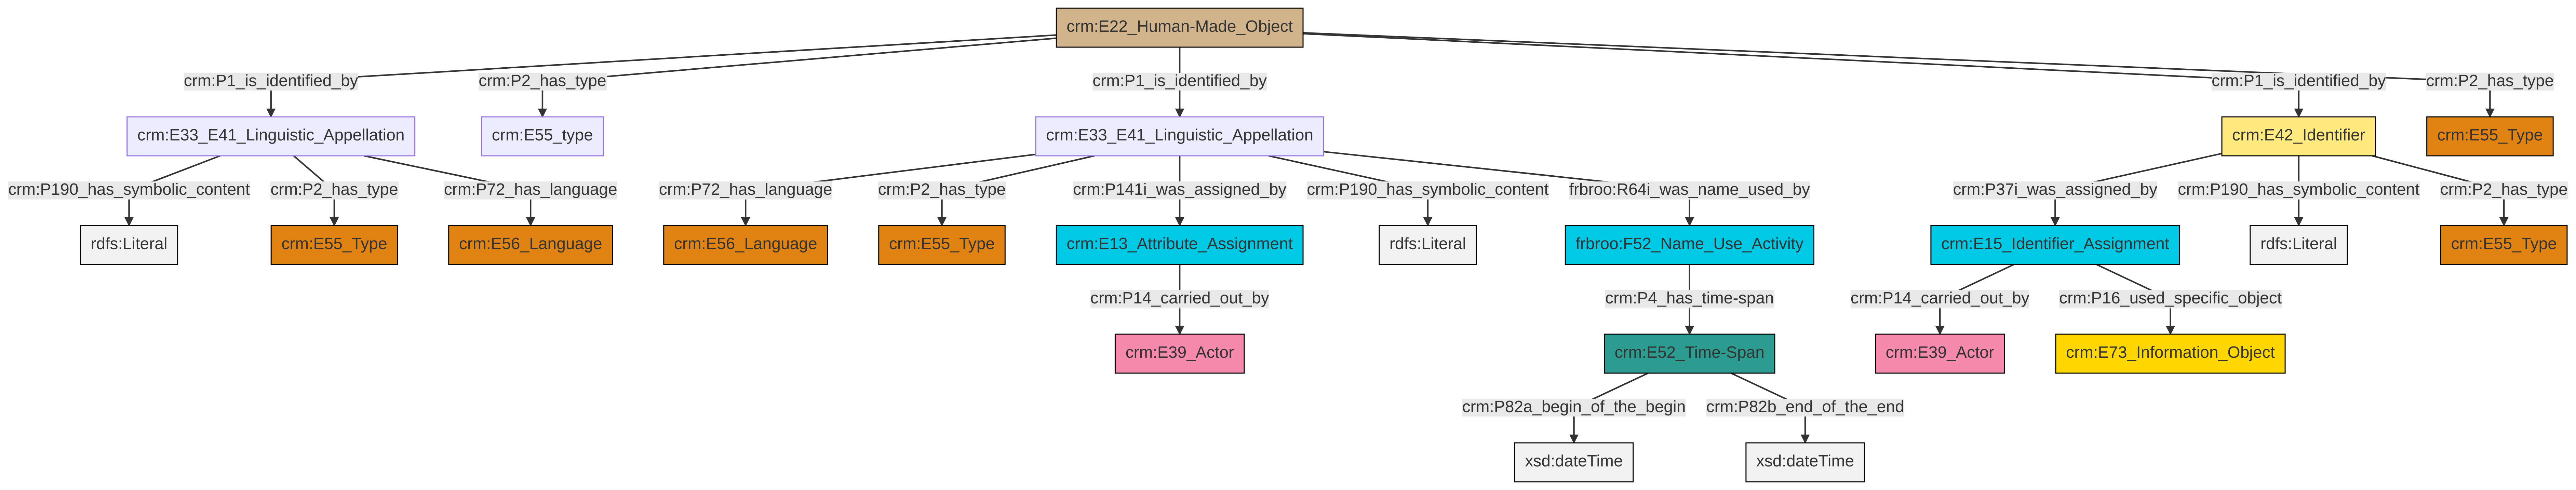 crm:E22_Human-Made_Object
crm:P1_is_identified_by
crm:P2_has_type
crm:P1_is_identified_by
crm:P1_is_identified_by
crm:P2_has_type
crm:E33_E41_Linguistic_Appellation
crm:E55_type
crm:E33_E41_Linguistic_Appellation
crm:E42_Identifier
crm:E55_Type
crm:P190_has_symbolic_content
crm:P2_has_type
crm:P72_has_language
crm:P72_has_language
crm:P2_has_type
crm:P141i_was_assigned_by
crm:P190_has_symbolic_content
frbroo:R64i_was_name_used_by
crm:P37i_was_assigned_by
crm:P190_has_symbolic_content
crm:P2_has_type
rdfs:Literal
crm:E55_Type
crm:E56_Language
crm:E56_Language
crm:E55_Type
crm:E13_Attribute_Assignment
rdfs:Literal
frbroo:F52_Name_Use_Activity
crm:E15_Identifier_Assignment
rdfs:Literal
crm:E55_Type
crm:P14_carried_out_by
crm:P4_has_time-span
crm:P14_carried_out_by
crm:P16_used_specific_object
crm:E39_Actor
crm:E52_Time-Span
crm:E39_Actor
crm:E73_Information_Object
crm:P82a_begin_of_the_begin
crm:P82b_end_of_the_end
xsd:dateTime
xsd:dateTime